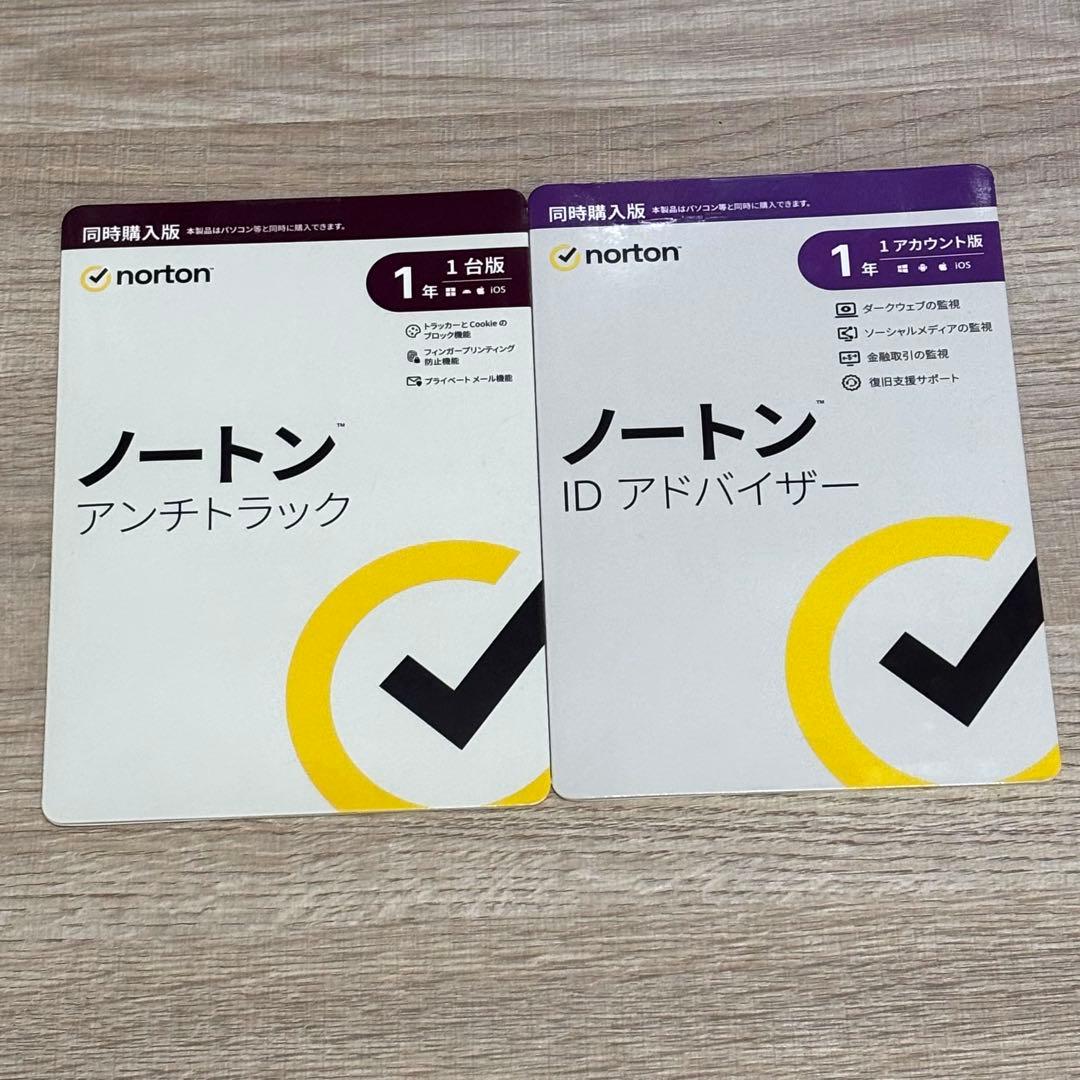 同時購入版 本製品はパソコン等と同時に購入できます。
norton™
1年 1台版
iOS
トラッカーと Cookie の
ブロック機能
フィンガープリンティング
防止機能
プライベート メール機能
ノートン™
アンチトラック
同時購入版 本製品はパソコン等と同時に購入できます。
norton™
1年 1アカウント版
iOS
ダークウェブの監視
ソーシャルメディアの監視
金融取引の監視
復旧支援サポート
ノートン™
ID アドバイザー